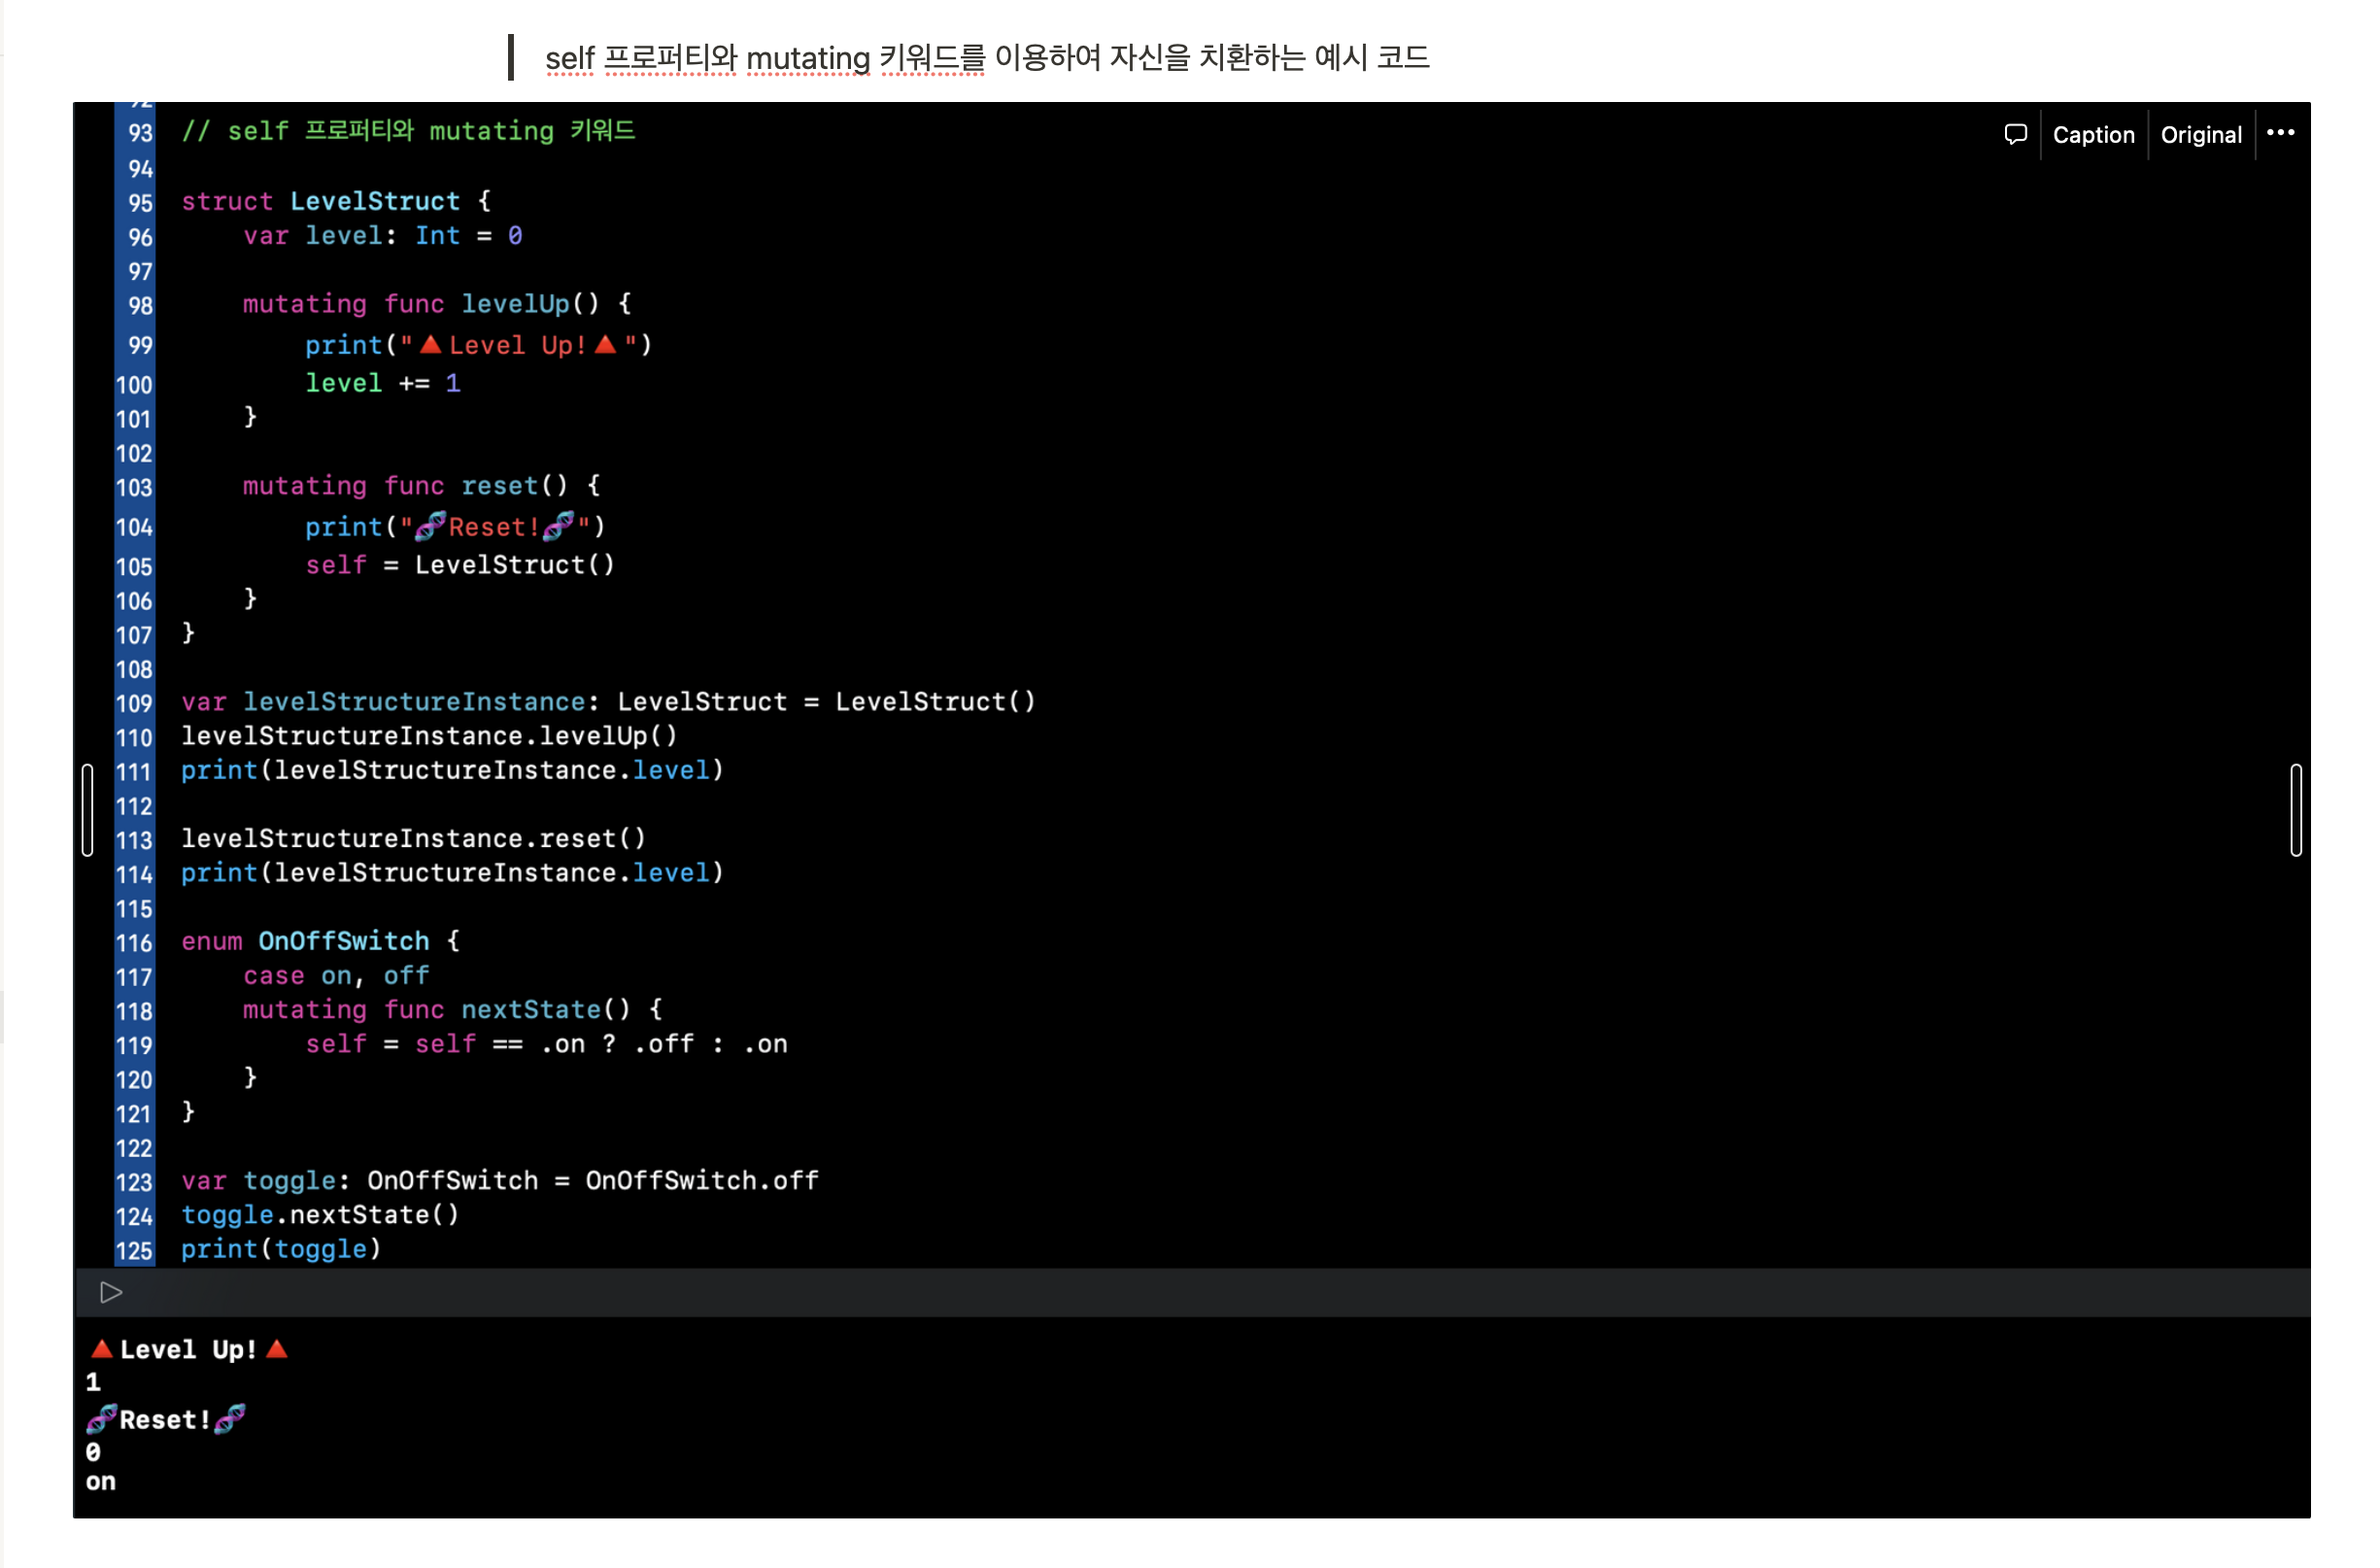 self 프로퍼티와 mutating 키워드를 이용하여 자신을 치환하는 예시 코드
Caption Original •••
92
93 // self 프로퍼티와 mutating 키워드
94
95 struct LevelStruct {
96     var level: Int = 0
97
98     mutating func levelUp() {
99         print("🔺Level Up!🔺")
100         level += 1
101     }
102
103     mutating func reset() {
104         print("🧬Reset!🧬")
105         self = LevelStruct()
106     }
107 }
108
109 var levelStructureInstance: LevelStruct = LevelStruct()
110 levelStructureInstance.levelUp()
111 print(levelStructureInstance.level)
112
113 levelStructureInstance.reset()
114 print(levelStructureInstance.level)
115
116 enum OnOffSwitch {
117     case on, off
118     mutating func nextState() {
119         self = self == .on ? .off : .on
120     }
121 }
122
123 var toggle: OnOffSwitch = OnOffSwitch.off
124 toggle.nextState()
125 print(toggle)
🔺Level Up!🔺
1
🧬Reset!🧬
0
on